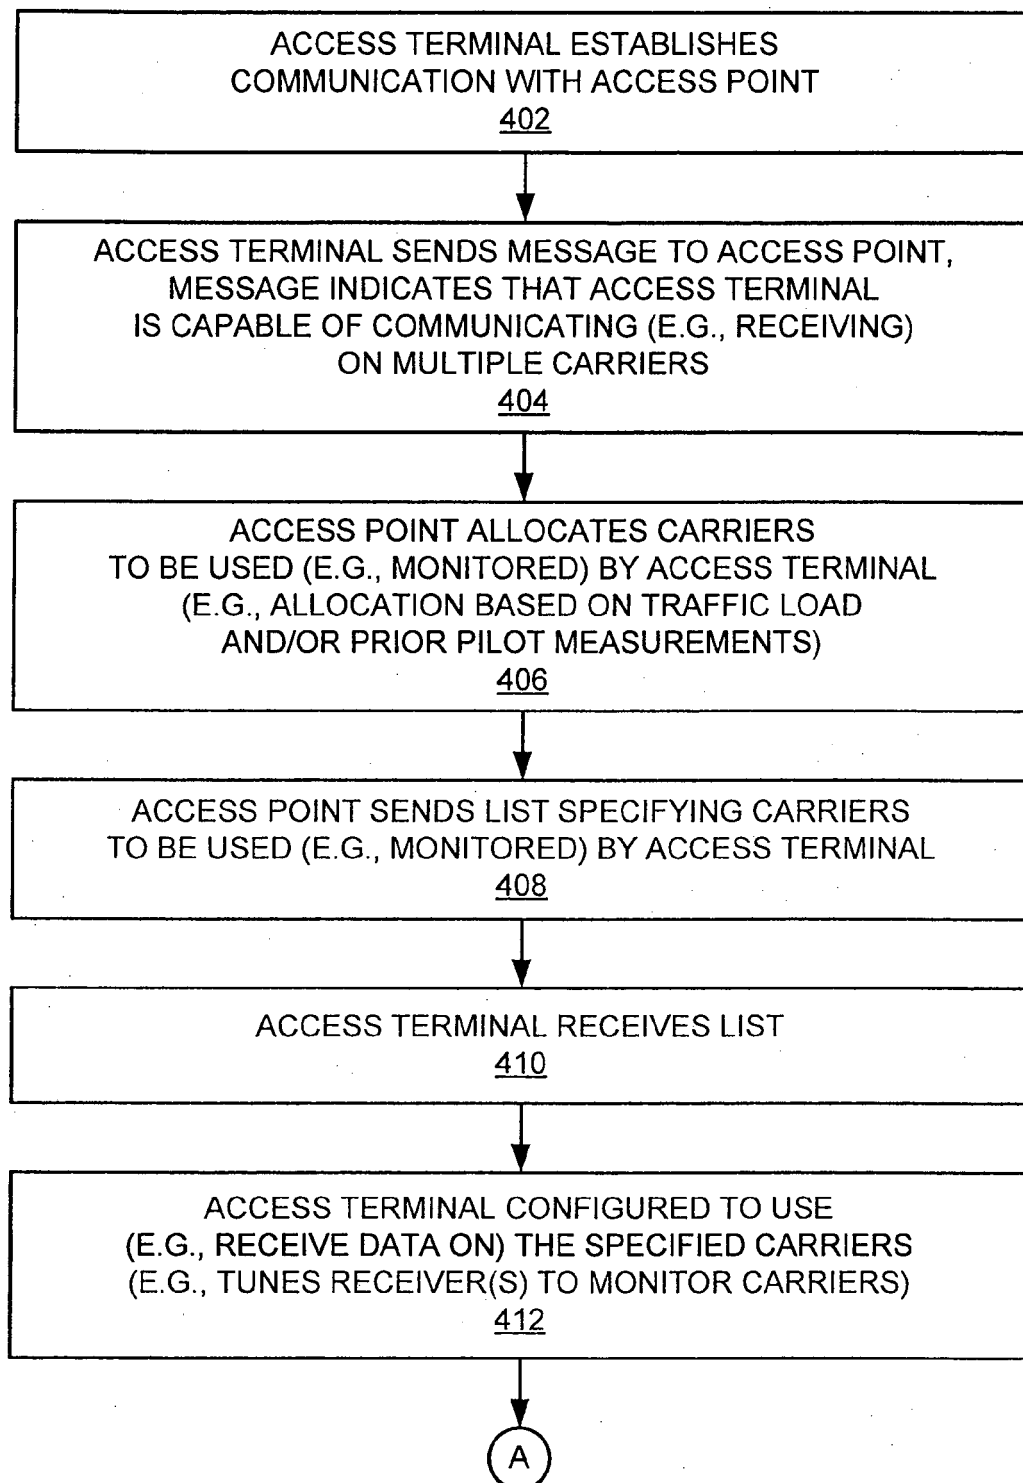 ACCESS TERMINAL ESTABLISHES
COMMUNICATION WITH ACCESS POINT
402
ACCESS TERMINAL SENDS MESSAGE TO ACCESS POINT,
MESSAGE INDICATES THAT ACCESS TERMINAL
IS CAPABLE OF COMMUNICATING (E.G., RECEIVING)
ON MULTIPLE CARRIERS
404
ACCESS POINT ALLOCATES CARRIERS
TO BE USED (E.G., MONITORED) BY ACCESS TERMINAL
(E.G., ALLOCATION BASED ON TRAFFIC LOAD
AND/OR PRIOR PILOT MEASUREMENTS)
406
ACCESS POINT SENDS LIST SPECIFYING CARRIERS
TO BE USED (E.G., MONITORED) BY ACCESS TERMINAL
408
ACCESS TERMINAL RECEIVES LIST
410
ACCESS TERMINAL CONFIGURED TO USE
(E.G., RECEIVE DATA ON) THE SPECIFIED CARRIERS
(E.G., TUNES RECEIVER(S) TO MONITOR CARRIERS)
412
A